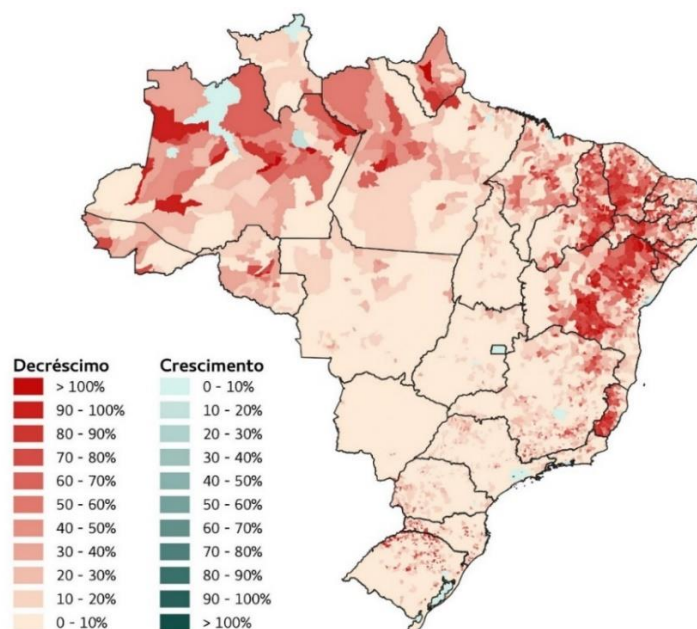 Decréscimo
> 100%
90 - 100%
80 - 90%
70 - 80%
60 - 70%
50 - 60%
40 - 50%
30 - 40%
20 - 30%
10 - 20%
0 - 10%
Crescimento
0 - 10%
10 - 20%
20 - 30%
30 - 40%
40 - 50%
50 - 60%
60 - 70%
70 - 80%
80 - 90%
90 - 100%
> 100%